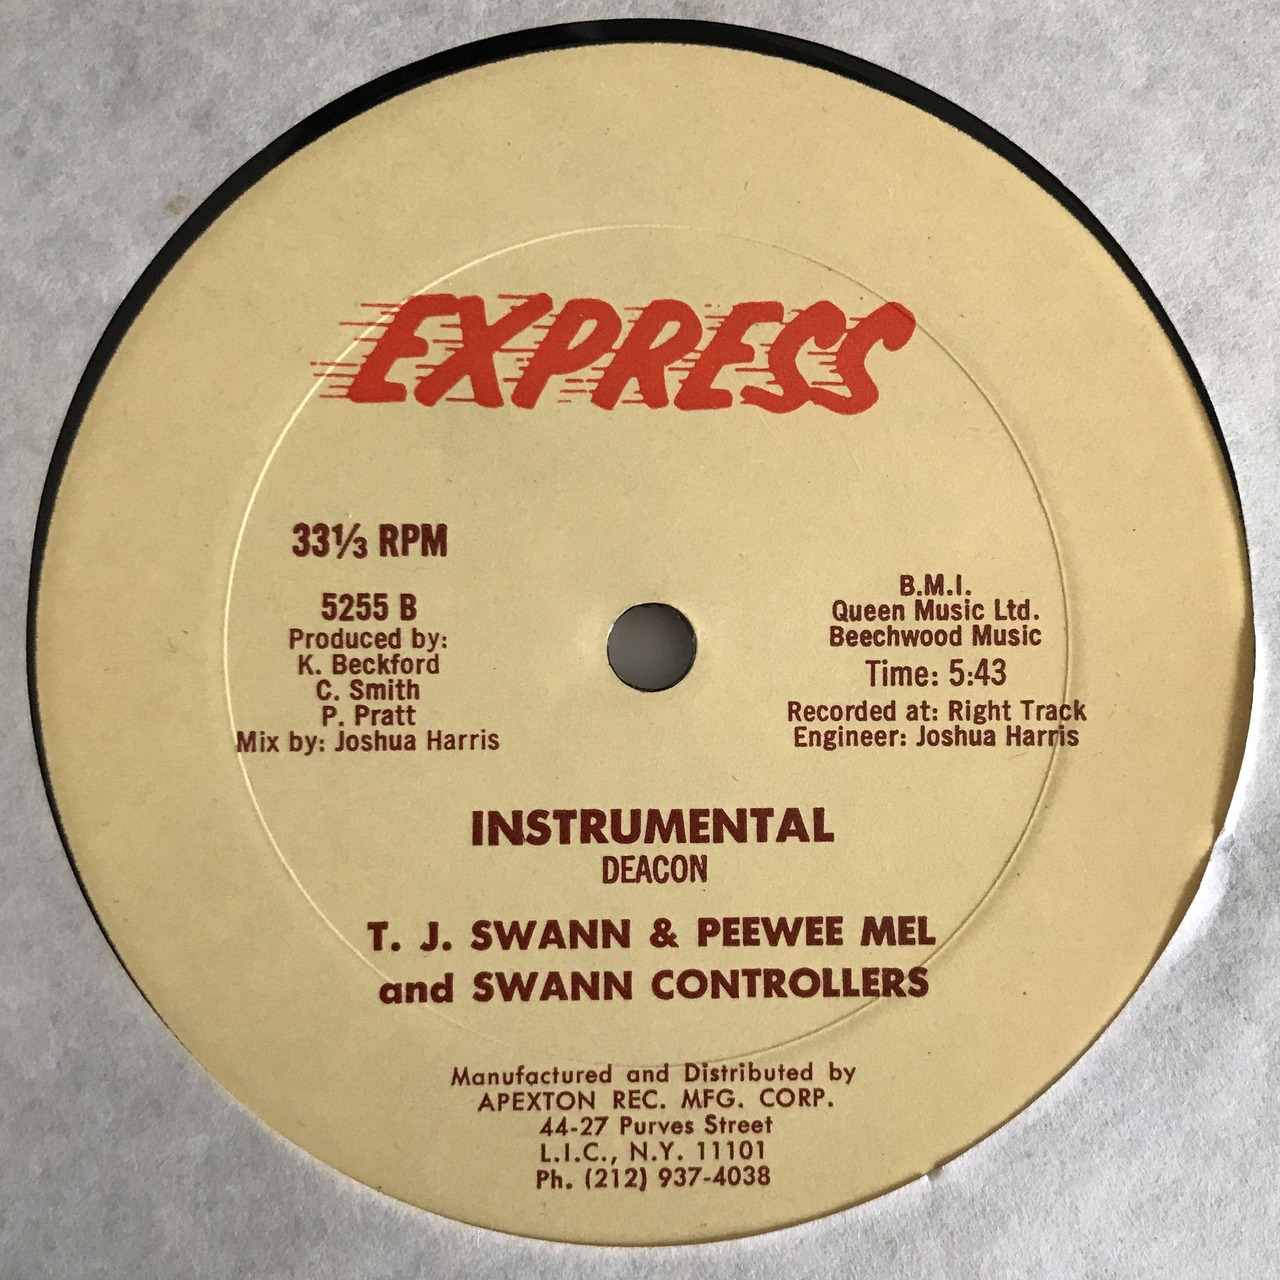 EXPRESS
33⅓ RPM
5255 B
Produced by:
K. Beckford
C. Smith
P. Pratt
Mix by: Joshua Harris
B.M.I.
Queen Music Ltd.
Beechwood Music
Time: 5:43
Recorded at: Right Track
Engineer: Joshua Harris
INSTRUMENTAL
DEACON
T. J. SWANN & PEEWEE MEL
and SWANN CONTROLLERS
Manufactured and Distributed by
APEXTON REC. MFG. CORP.
44-27 Purves Street
L.I.C., N.Y. 11101
Ph. (212) 937-4038